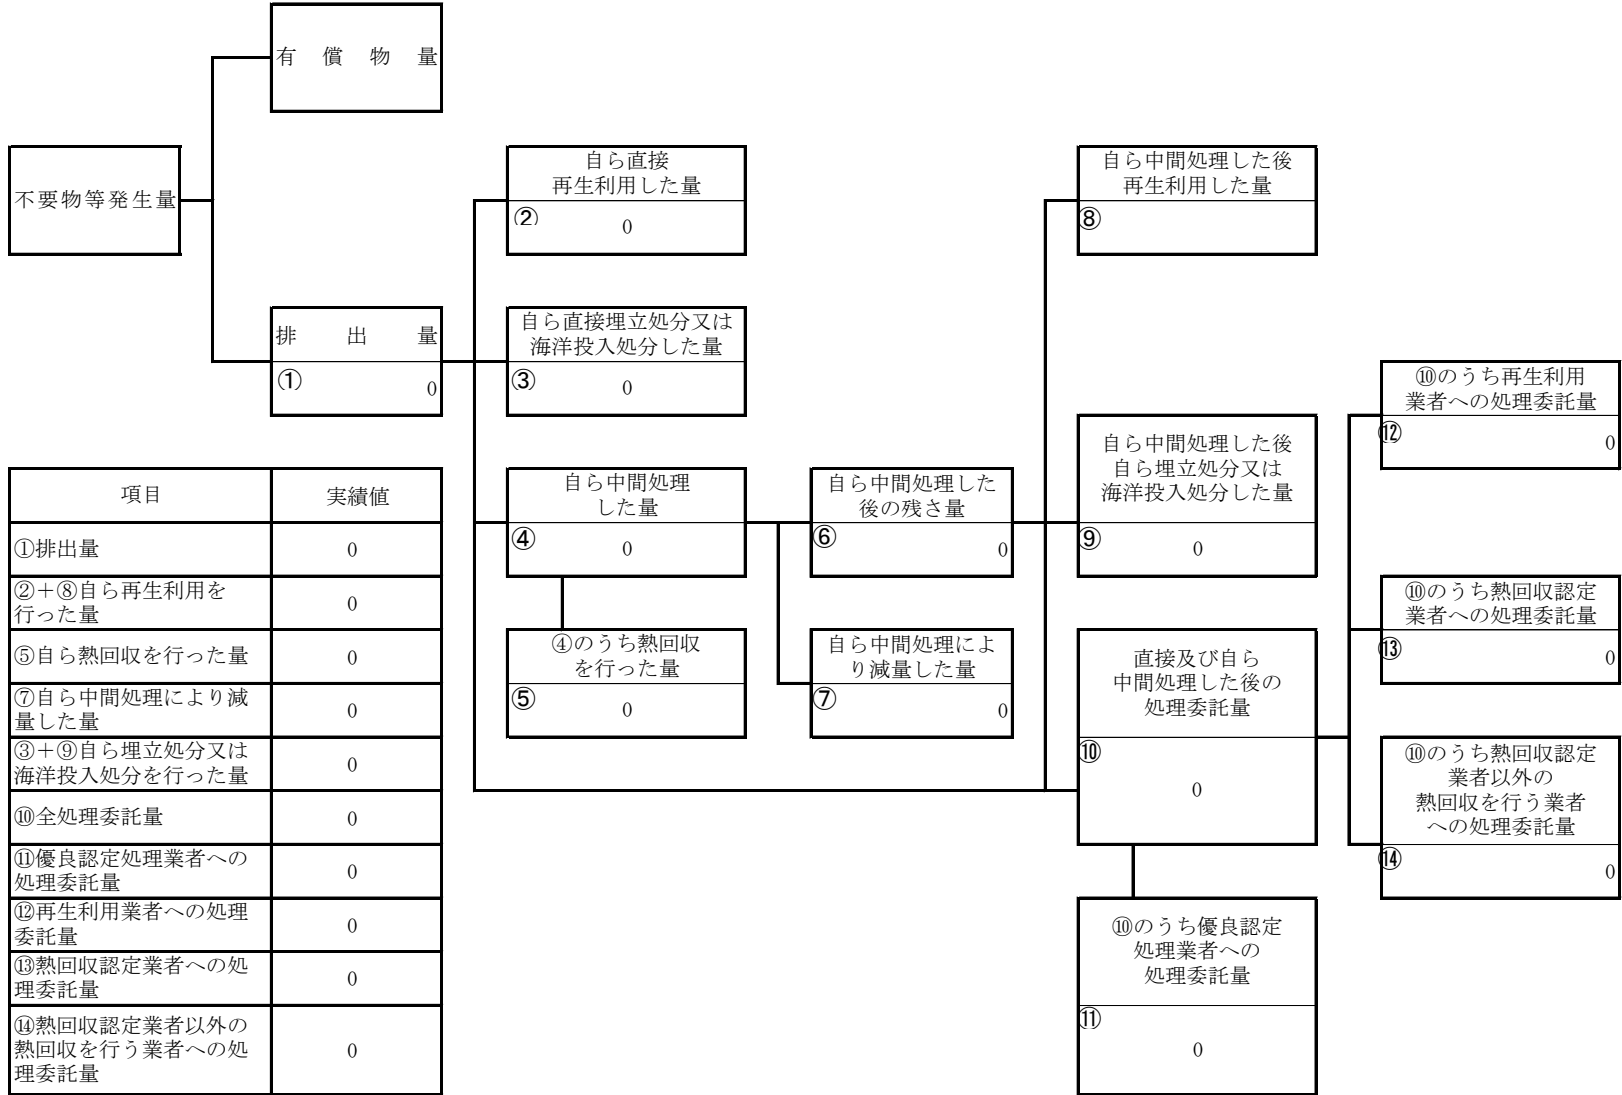 有償物量
不要物等発生量
排出量
①
0
自ら直接
再生利用した量
②
0
自ら直接埋立処分又は
海洋投入処分した量
③
0
自ら中間処理
した量
④
0
④のうち熱回収
を行った量
⑤
0
自ら中間処理した
後の残さ量
⑥
0
自ら中間処理によ
り減量した量
⑦
0
自ら中間処理した後
再生利用した量
⑧
自ら中間処理した後
自ら埋立処分又は
海洋投入処分した量
⑨
0
直接及び自ら
中間処理した後の
処理委託量
⑩
0
⑩のうち優良認定
処理業者への
処理委託量
⑪
0
⑩のうち再生利用
業者への処理委託量
⑫
0
⑩のうち熱回収認定
業者への処理委託量
⑬
0
⑩のうち熱回収認定
業者以外の
熱回収を行う業者
への処理委託量
⑭
0
項目 実績値
①排出量 0
②＋⑧自ら再生利用を
行った量 0
⑤自ら熱回収を行った量 0
⑦自ら中間処理により減
量した量 0
③＋⑨自ら埋立処分又は
海洋投入処分を行った量 0
⑩全処理委託量 0
⑪優良認定処理業者への
処理委託量 0
⑫再生利用業者への処理
委託量 0
⑬熱回収認定業者への処
理委託量 0
⑭熱回収認定業者以外の
熱回収を行う業者への処 0
理委託量